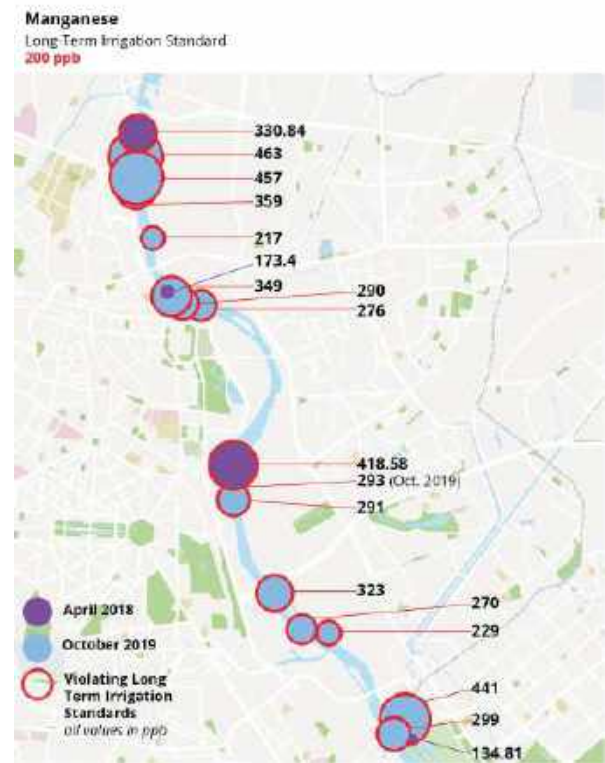 Manganese
Long-Term Irrigation Standard
200 ppb
330.84
463
457
359
217
173.4
349
290
276
418.58
293 (Oct. 2019)
291
323
270
229
441
299
134.81
April 2018
October 2019
Violating Long
Term Irrigation
Standards
all values in ppb